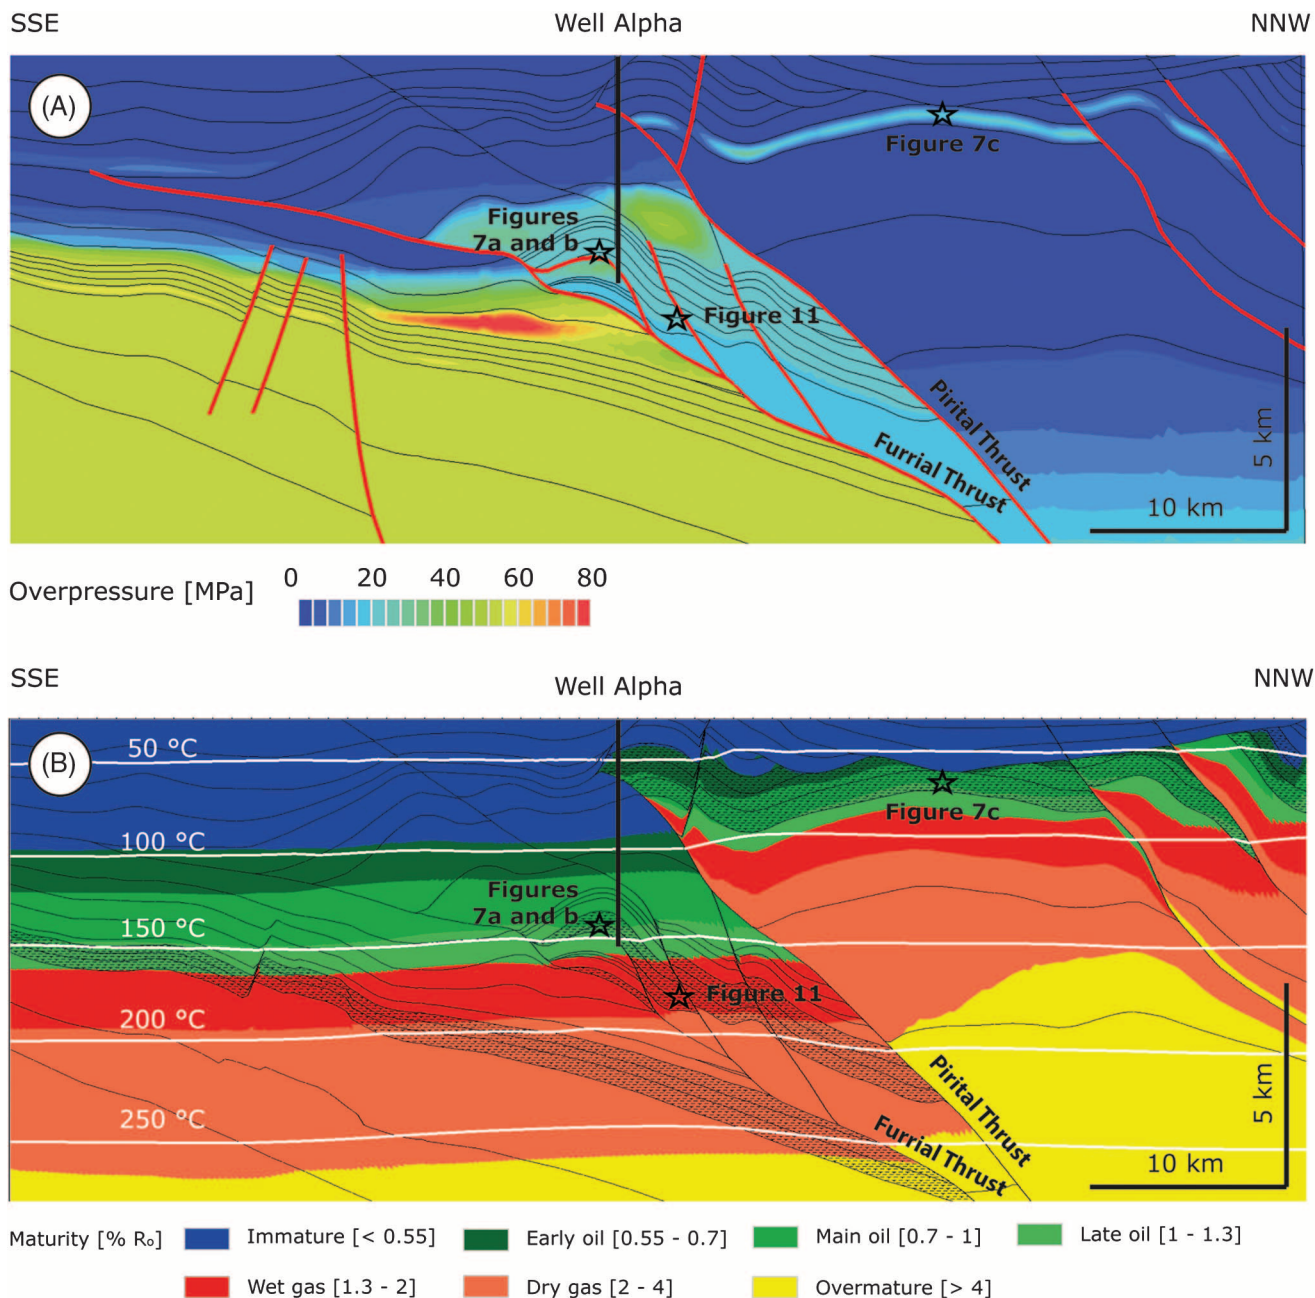 SSE Well Alpha NNW
(A)
Figure 7c
Figures
7a and b
Figure 11
Pirital Thrust
Furrial Thrust
5 km
10 km
Overpressure [MPa] 0 20 40 60 80
SSE Well Alpha NNW
(B)
50 °C
Figure 7c
100 °C
Figures
7a and b
150 °C
Figure 11
200 °C
Pirital Thrust
Furrial Thrust
250 °C
5 km
10 km
Maturity [% Ro] Immature [< 0.55] Early oil [0.55 - 0.7] Main oil [0.7 - 1] Late oil [1 - 1.3]
Wet gas [1.3 - 2] Dry gas [2 - 4] Overmature [> 4]